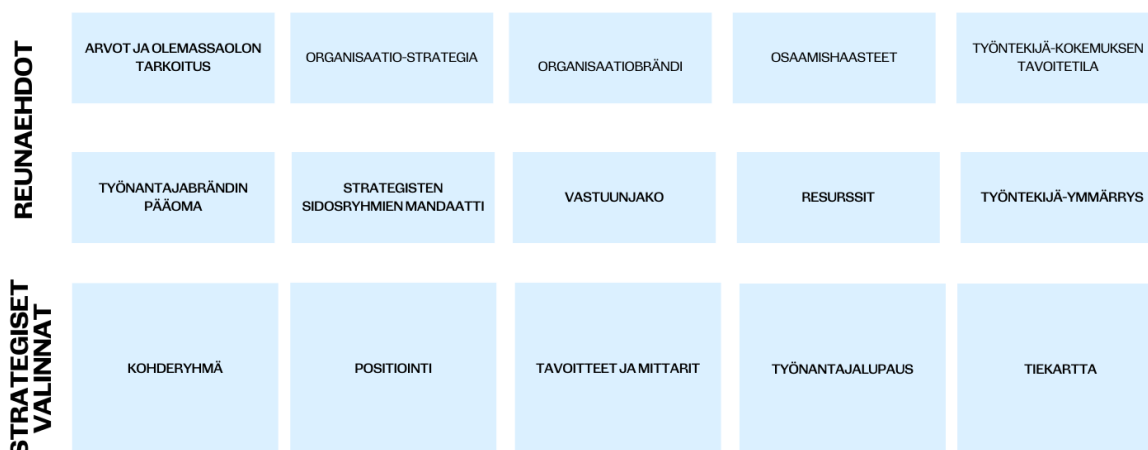 REUNAEHDOT
ARVOT JA OLEMASSAOLON
TARKOITUS
ORGANISAATIO-STRATEGIA
ORGANISAATIOBRÄNDI
OSAAMISHAASTEET
TYÖNTEKIJÄ-KOKEMUKSEN
TAVOITETILA
TYÖNANTAJABRÄNDIN
PÄÄOMA
STRATEGISTEN
SIDOSRYHMIEN MANDAATTI
VASTUUNJAKO
RESURSSIT
TYÖNTEKIJÄ-YMMÄRRYS
STRATEGISET
VALINNAT
KOHDERYHMÄ
POSITIOINTI
TAVOITTEET JA MITTARIT
TYÖNANTAJALUPAUS
TIEKARTTA